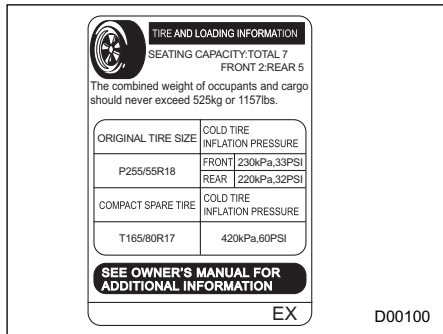 TIRE AND LOADING INFORMATION
SEATING CAPACITY:TOTAL 7
FRONT 2:REAR 5
The combined weight of occupants and cargo
should never exceed 525kg or 1157lbs.
ORIGINAL TIRE SIZE
COLD TIRE
INFLATION PRESSURE
P255/55R18
FRONT 230kPa,33PSI
REAR 220kPa,32PSI
COMPACT SPARE TIRE
COLD TIRE
INFLATION PRESSURE
T165/80R17
420kPa,60PSI
SEE OWNER'S MANUAL FOR
ADDITIONAL INFORMATION
EX
D00100